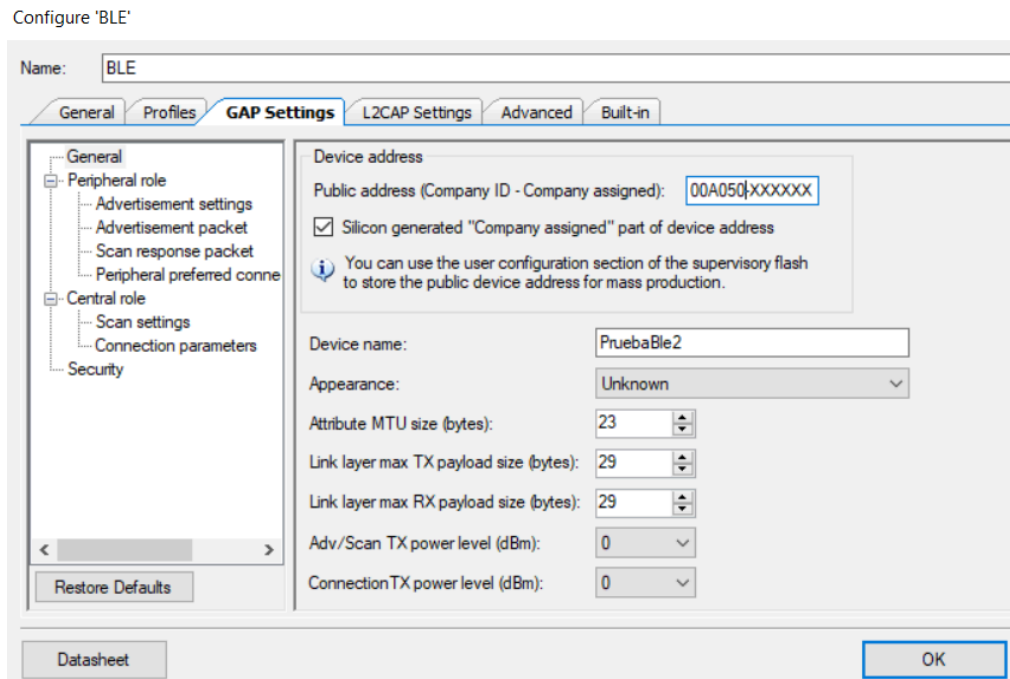 Configure 'BLE'
Name: BLE
General Profiles GAP Settings L2CAP Settings Advanced Built-in
General
Peripheral role
Advertisement settings
Advertisement packet
Scan response packet
Peripheral preferred conne
Central role
Scan settings
Connection parameters
Security
Restore Defaults
Device address
Public address (Company ID - Company assigned): 00A050-XXXXXX
Silicon generated "Company assigned" part of device address
You can use the user configuration section of the supervisory flash
to store the public device address for mass production.
Device name: PruebaBle2
Appearance: Unknown
Attribute MTU size (bytes): 23
Link layer max TX payload size (bytes): 29
Link layer max RX payload size (bytes): 29
Adv/Scan TX power level (dBm): 0
Connection TX power level (dBm): 0
Datasheet OK